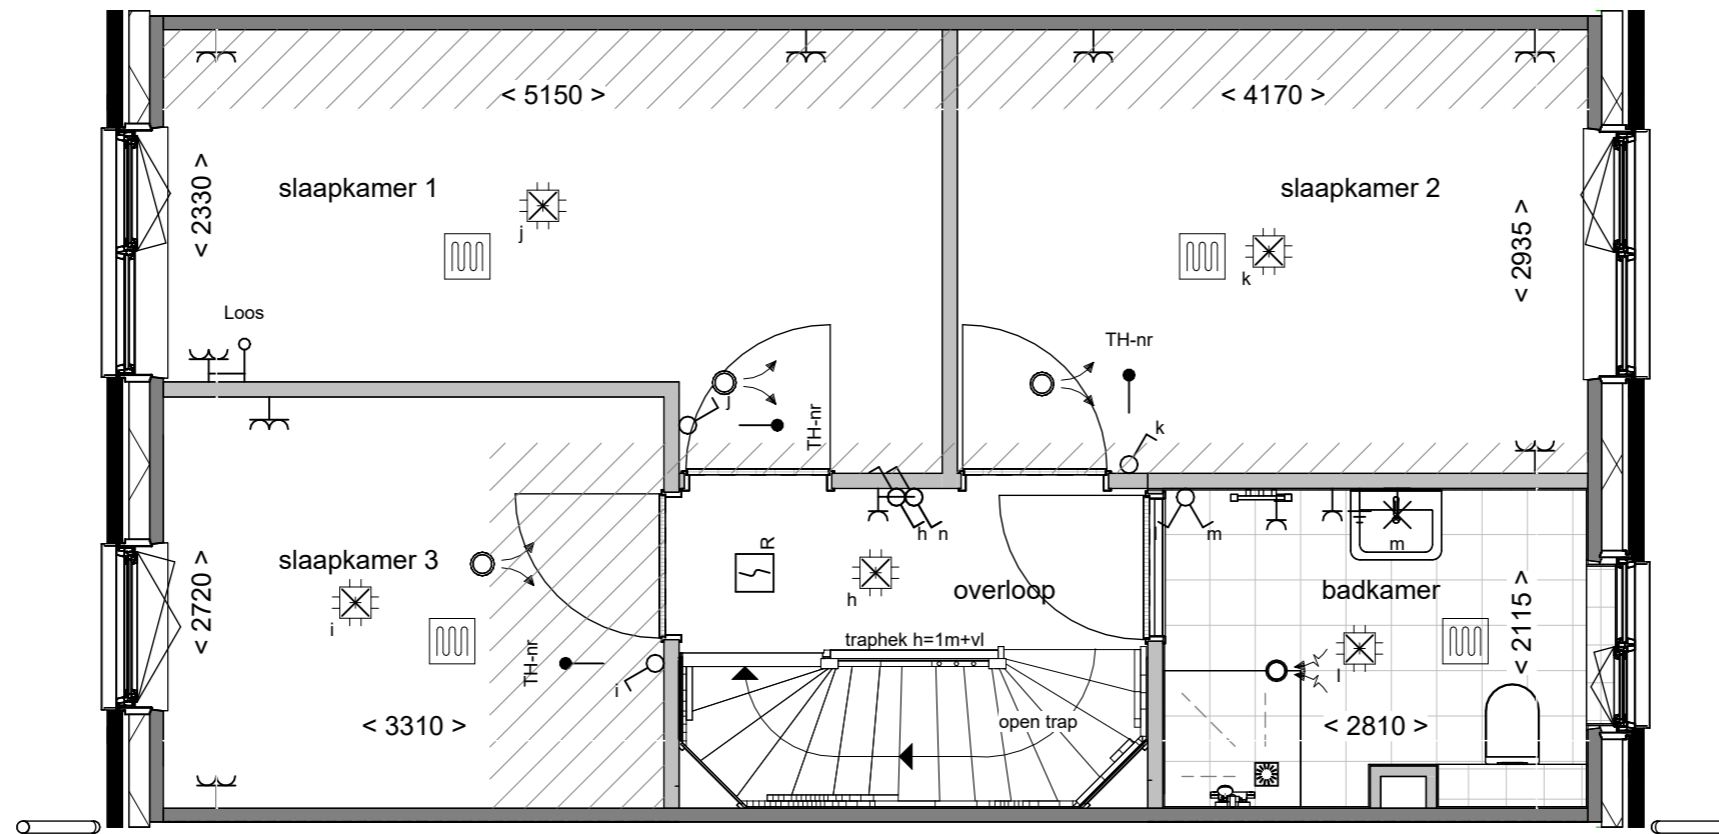 < 5150 >
< 4170 >
< 2330 >
slaapkamer 1
j
slaapkamer 2
k
< 2935 >
Loos
TH-nr
j
TH-nr
k
h n
l m
m
slaapkamer 3
i
R
h
overloop
badkamer
< 2720 >
< 2115 >
traphek h=1m+vl
TH-nr
i
l
open trap
< 3310 >
< 2810 >